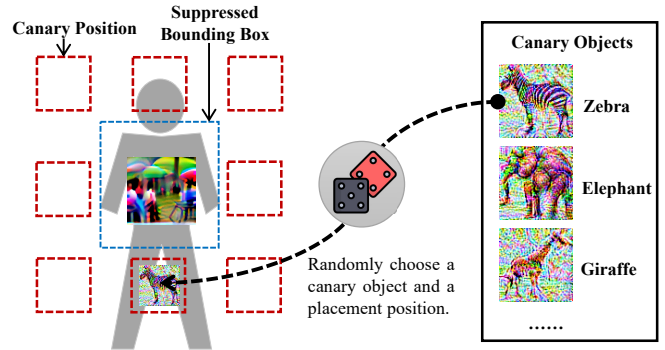 Canary Position
Suppressed
Bounding Box
Randomly choose a
canary object and a
placement position.
Canary Objects
Zebra
Elephant
Giraffe
......